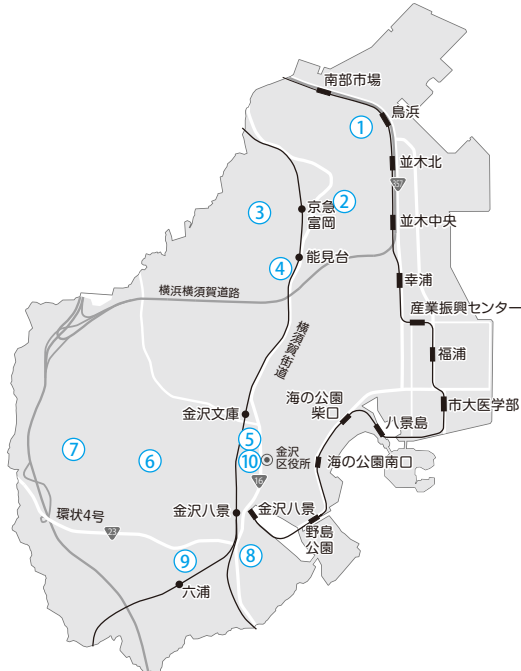 南部市場
鳥浜
①
並木北
357
②
③
京急
富岡
並木中央
④
能見台
幸浦
横浜横須賀道路
産業振興センター
横須賀街道
福浦
海の公園
柴口
市大医学部
金沢文庫
八景島
⑤
⑦
⑥
⑩
金沢
区役所
海の公園南口
16
金沢八景
金沢八景
環状4号
23
野島
公園
⑨
⑧
六浦